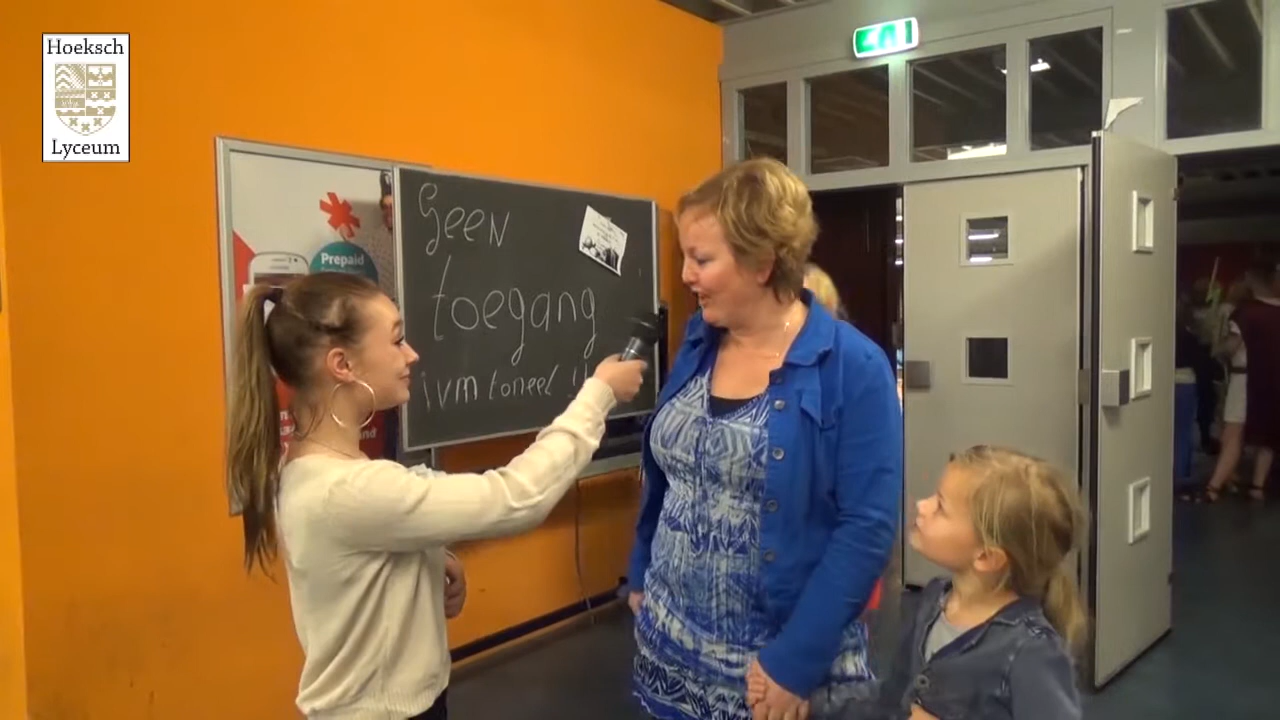 Hoeksch
Lyceum
Prepaid
Geen
toegang
ivm toneel !!